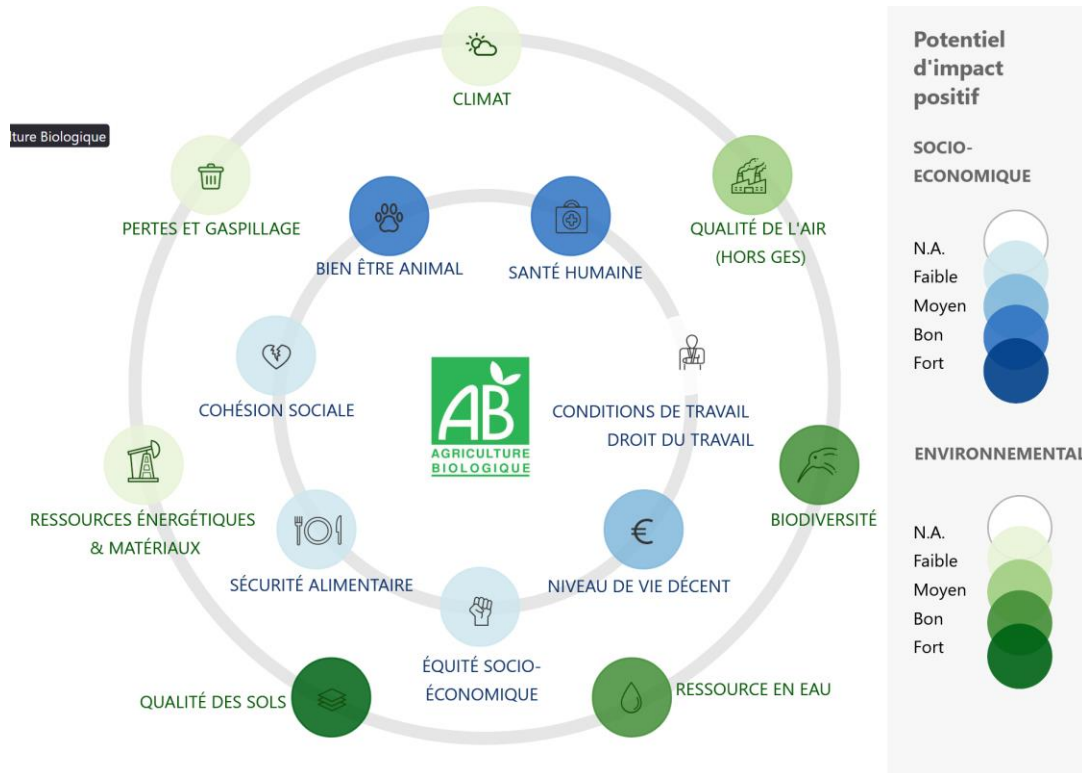 CLIMAT
lture Biologique
PERTES ET GASPILLAGE
QUALITÉ DE L'AIR
(HORS GES)
BIEN ÊTRE ANIMAL
SANTÉ HUMAINE
COHÉSION SOCIALE
CONDITIONS DE TRAVAIL
DROIT DU TRAVAIL
AB
AGRICULTURE
BIOLOGIQUE
RESSOURCES ÉNERGÉTIQUES
& MATÉRIAUX
BIODIVERSITÉ
SÉCURITÉ ALIMENTAIRE
€
NIVEAU DE VIE DÉCENT
ÉQUITÉ SOCIO-
ÉCONOMIQUE
QUALITÉ DES SOLS
RESSOURCE EN EAU
Potentiel
d'impact
positif
SOCIO-
ECONOMIQUE
N.A.
Faible
Moyen
Bon
Fort
ENVIRONNEMENTAL
N.A.
Faible
Moyen
Bon
Fort